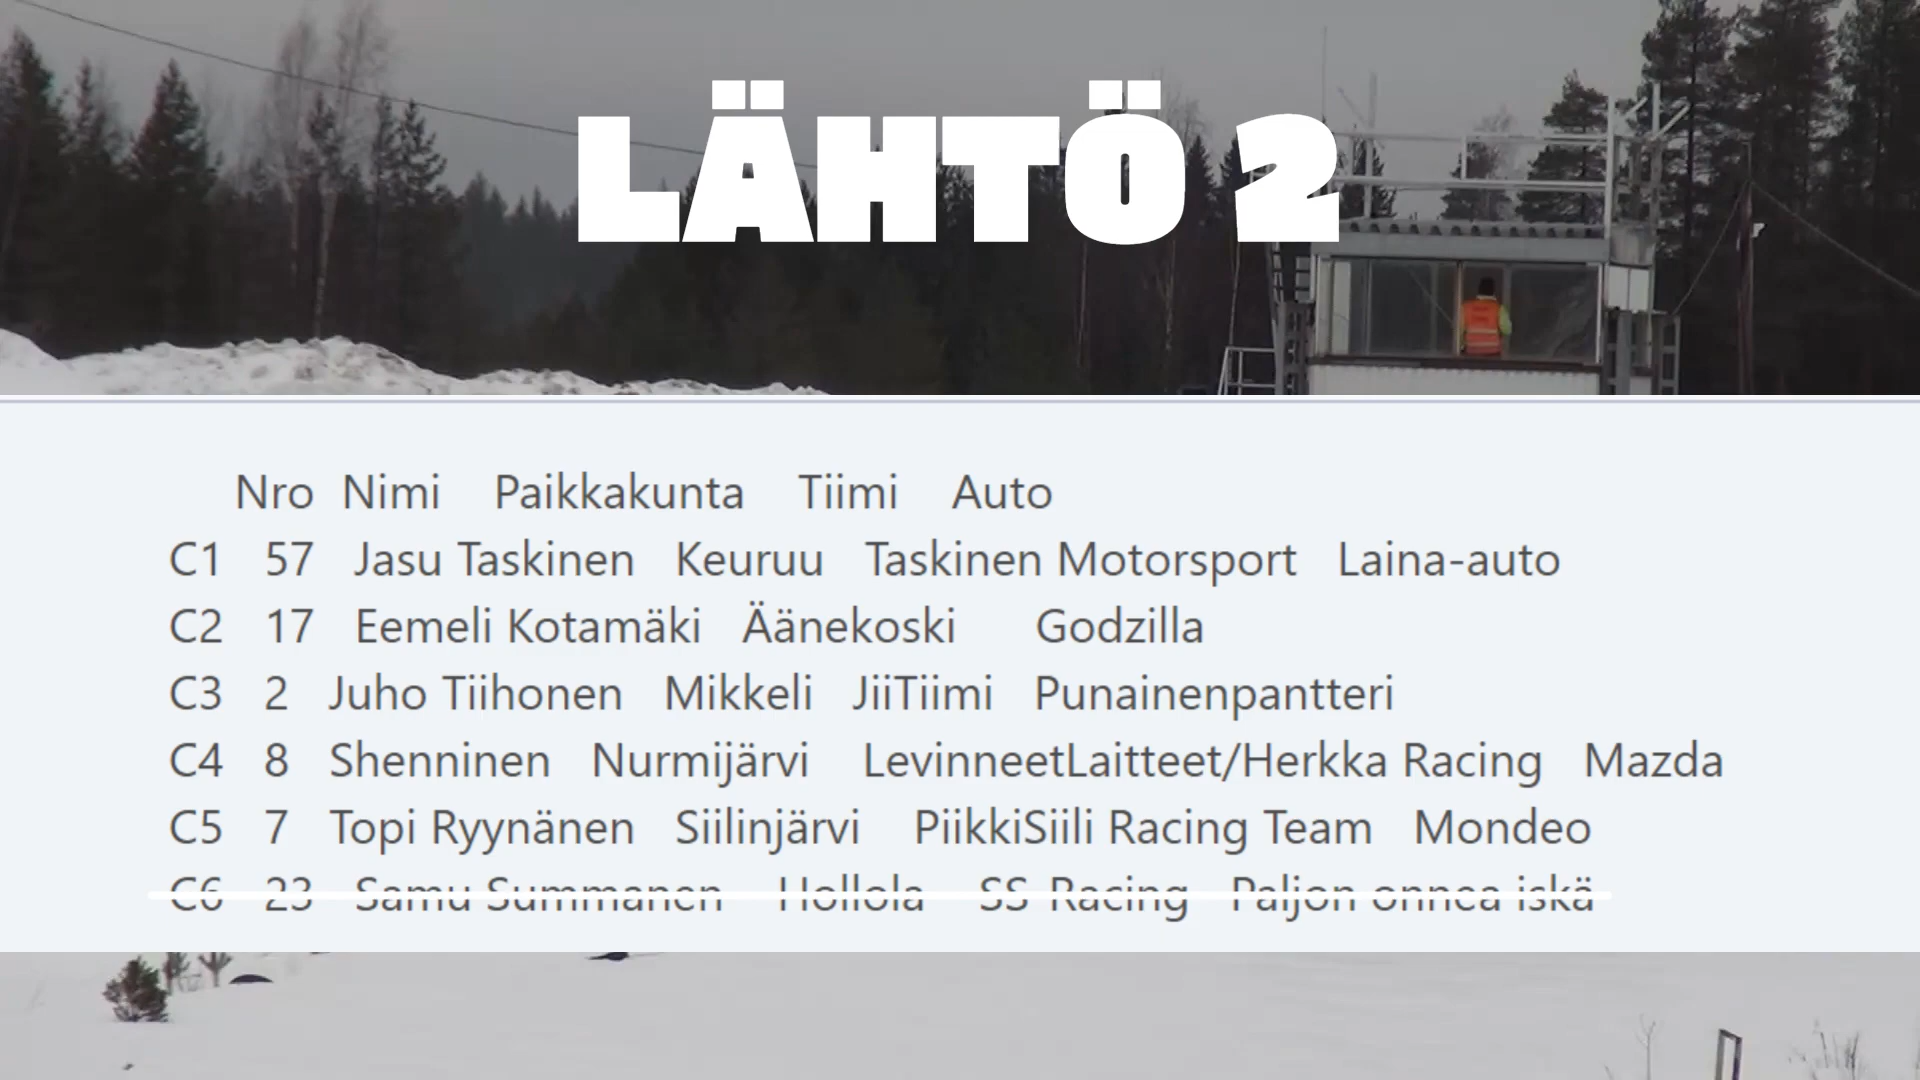 LÄHTÖ 2
Nro Nimi Paikkakunta Tiimi Auto
C1 57 Jasu Taskinen Keuruu Taskinen Motorsport Laina-auto
C2 17 Eemeli Kotamäki Äänekoski Godzilla
C3 2 Juho Tiihonen Mikkeli JiiTiimi Punainenpantteri
C4 8 Shenninen Nurmijärvi LevinneetLaitteet/Herkka Racing Mazda
C5 7 Topi Ryynänen Siilinjärvi PiikkiSiili Racing Team Mondeo
C6 23 Samu Summanen Hollola SS-Racing Paljon onnea iskä